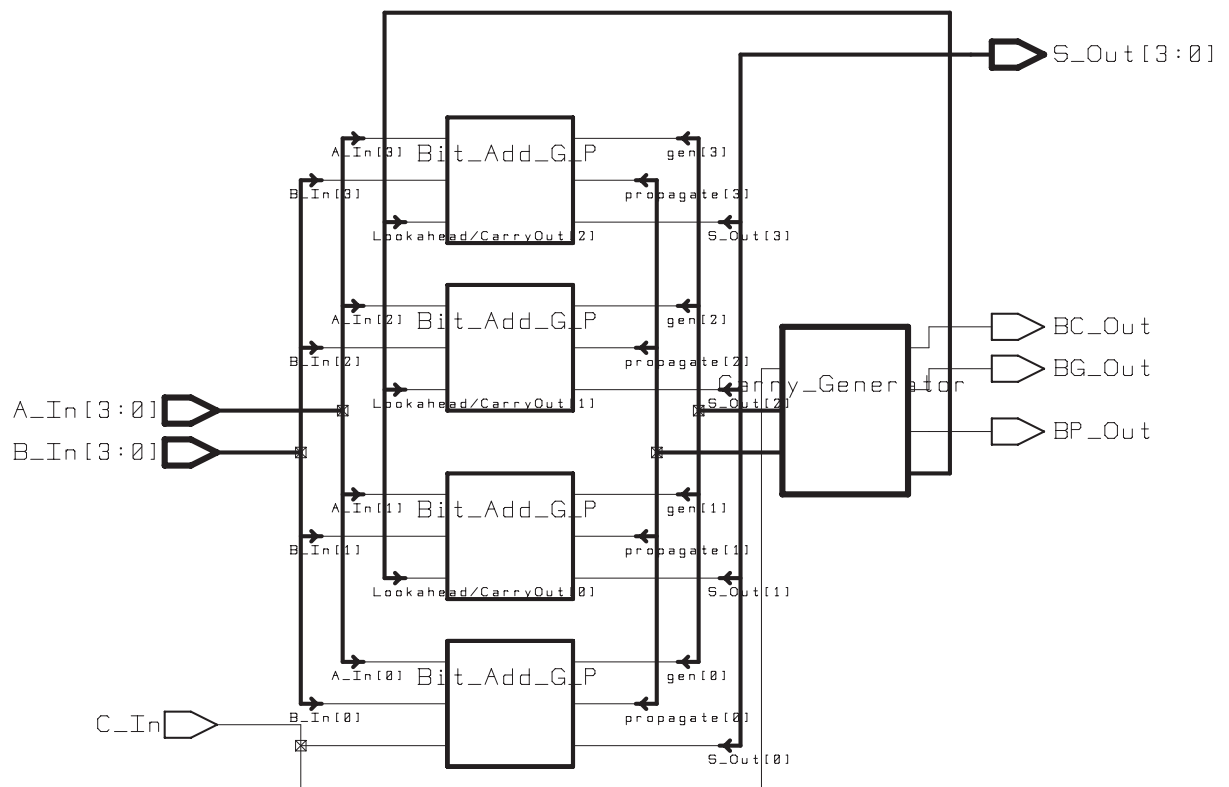 S_Out[3:0]
A_In[3]
Bit_Add_G_P
gen[3]
B_In[3]
propagate[3]
Lookahead/CarryOut[2]
S_Out[3]
A_In[2]
Bit_Add_G_P
gen[2]
BC_Out
B_In[2]
propagate[2]
BG_Out
Carry_Generator
Lookahead/CarryOut[1]
S_Out[2]
A_In[3:0]
BP_Out
B_In[3:0]
A_In[1]
Bit_Add_G_P
gen[1]
B_In[1]
propagate[1]
Lookahead/CarryOut[0]
S_Out[1]
A_In[0]
Bit_Add_G_P
gen[0]
B_In[0]
propagate[0]
C_In
S_Out[0]